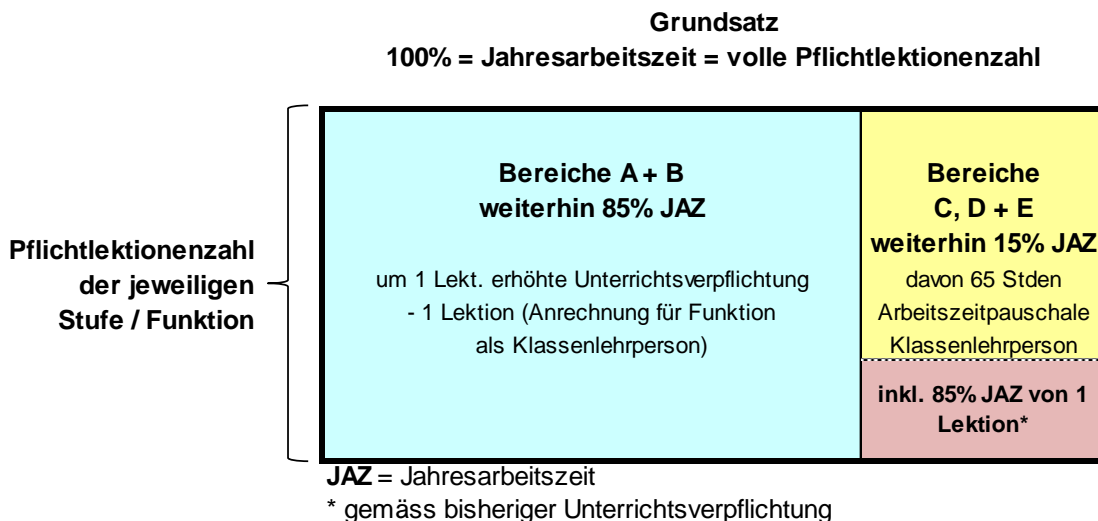 Grundsatz
100% = Jahresarbeitszeit = volle Pflichtlektionenzahl
Pflichtlektionenzahl
der jeweiligen
Stufe / Funktion
Bereiche A + B
weiterhin 85% JAZ
um 1 Lekt. erhöhte Unterrichtsverpflichtung
- 1 Lektion (Anrechnung für Funktion
als Klassenlehrperson)
Bereiche
C, D + E
weiterhin 15% JAZ
davon 65 Stden
Arbeitszeitpauschale
Klassenlehrperson
inkl. 85% JAZ von 1
Lektion*
JAZ = Jahresarbeitszeit
* gemäss bisheriger Unterrichtsverpflichtung